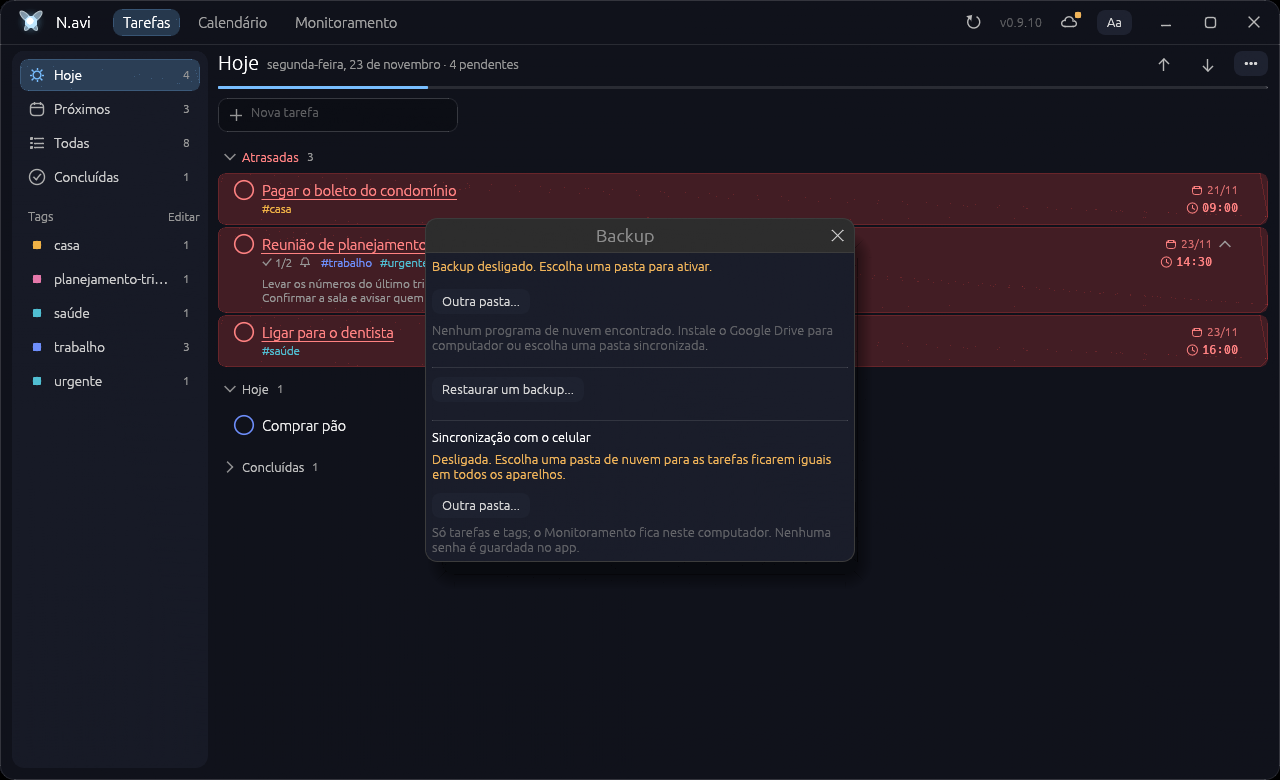 N.avi
Tarefas
Calendário
Monitoramento
v0.9.10
Aa
Hoje 4
Próximos 3
Todas 8
Concluídas 1
Tags Editar
casa 1
planejamento-tri... 1
saúde 1
trabalho 3
urgente 1
Hoje segunda-feira, 23 de novembro · 4 pendentes
Nova tarefa
Atrasadas 3
Pagar o boleto do condomínio
#casa
21/11
09:00
Reunião de planejamento
1/2 #trabalho #urgente
Levar os números do último tri
Confirmar a sala e avisar quem
23/11
14:30
Ligar para o dentista
#saúde
23/11
16:00
Hoje 1
Comprar pão
Concluídas 1
Backup
Backup desligado. Escolha uma pasta para ativar.
Outra pasta...
Nenhum programa de nuvem encontrado. Instale o Google Drive para
computador ou escolha uma pasta sincronizada.
Restaurar um backup...
Sincronização com o celular
Desligada. Escolha uma pasta de nuvem para as tarefas ficarem iguais
em todos os aparelhos.
Outra pasta...
Só tarefas e tags; o Monitoramento fica neste computador. Nenhuma
senha é guardada no app.